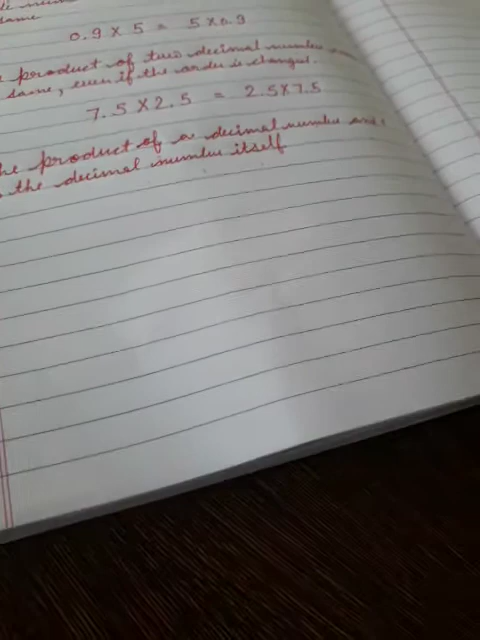 same.
0.9 × 5 = 5 × 0.9
product of two decimal number
same, even if the order is changed.
7.5 × 2.5 = 2.5 × 7.5
he product of a decimal number and
the decimal number itself